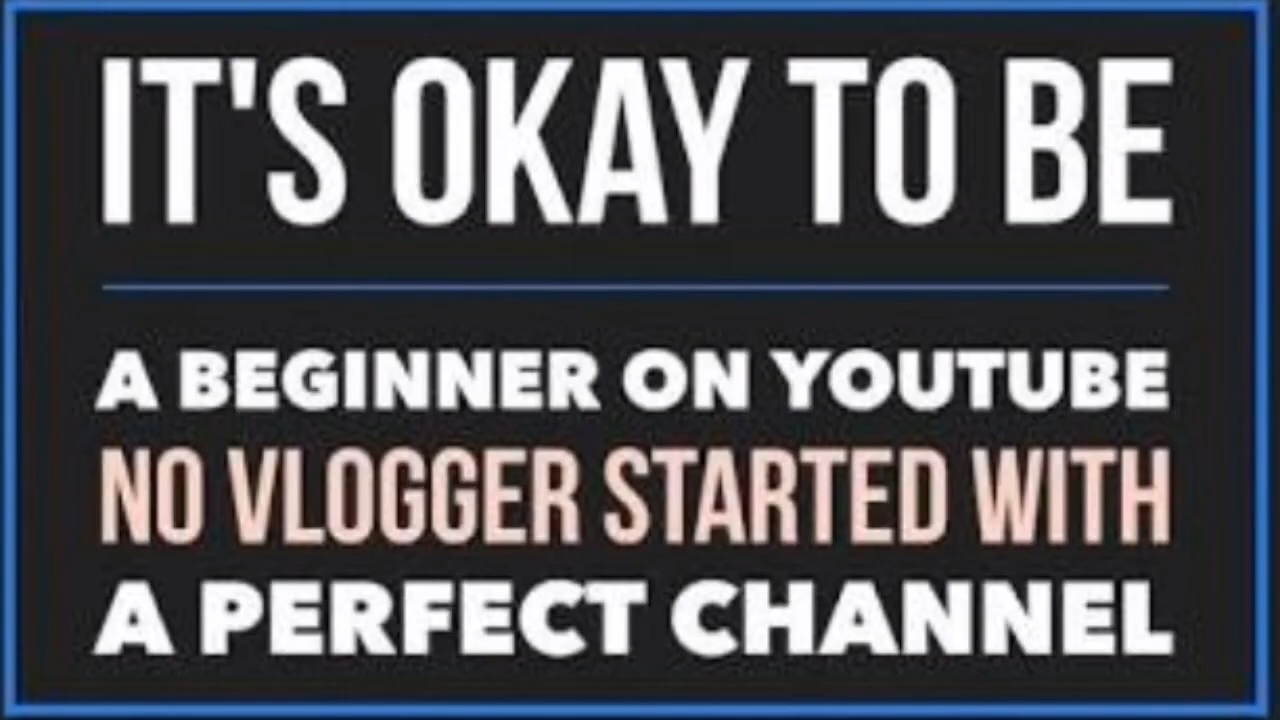 IT'S OKAY TO BE
A BEGINNER ON YOUTUBE
NO VLOGGER STARTED WITH
A PERFECT CHANNEL